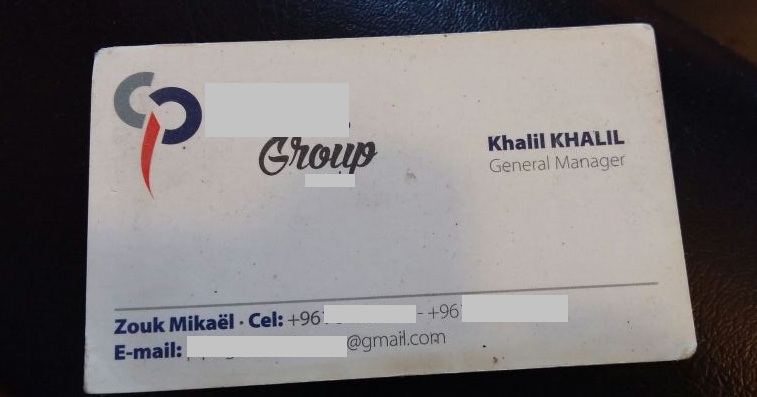 Group
Khalil KHALIL
General Manager
Zouk Mikaël · Cel: +961 - +961
E-mail: @gmail.com